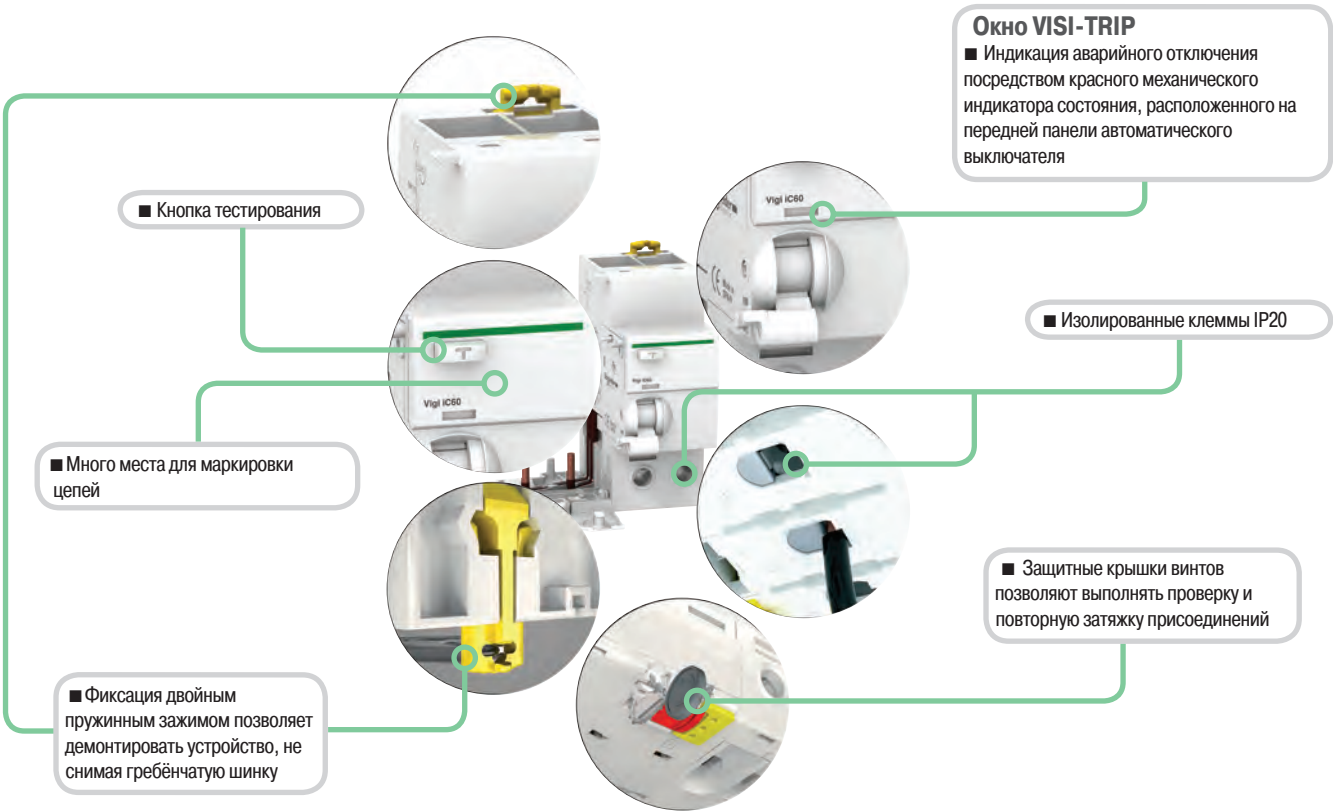 Окно VISI-TRIP
■ Индикация аварийного отключения
посредством красного механического
индикатора состояния, расположенного на
передней панели автоматического
выключателя
■ Кнопка тестирования
Vigi iC60
■ Изолированные клеммы IP20
T
Vigi iC60
■ Много места для маркировки
цепей
■ Защитные крышки винтов
позволяют выполнять проверку и
повторную затяжку присоединений
■ Фиксация двойным
пружинным зажимом позволяет
демонтировать устройство, не
снимая гребёнчатую шинку